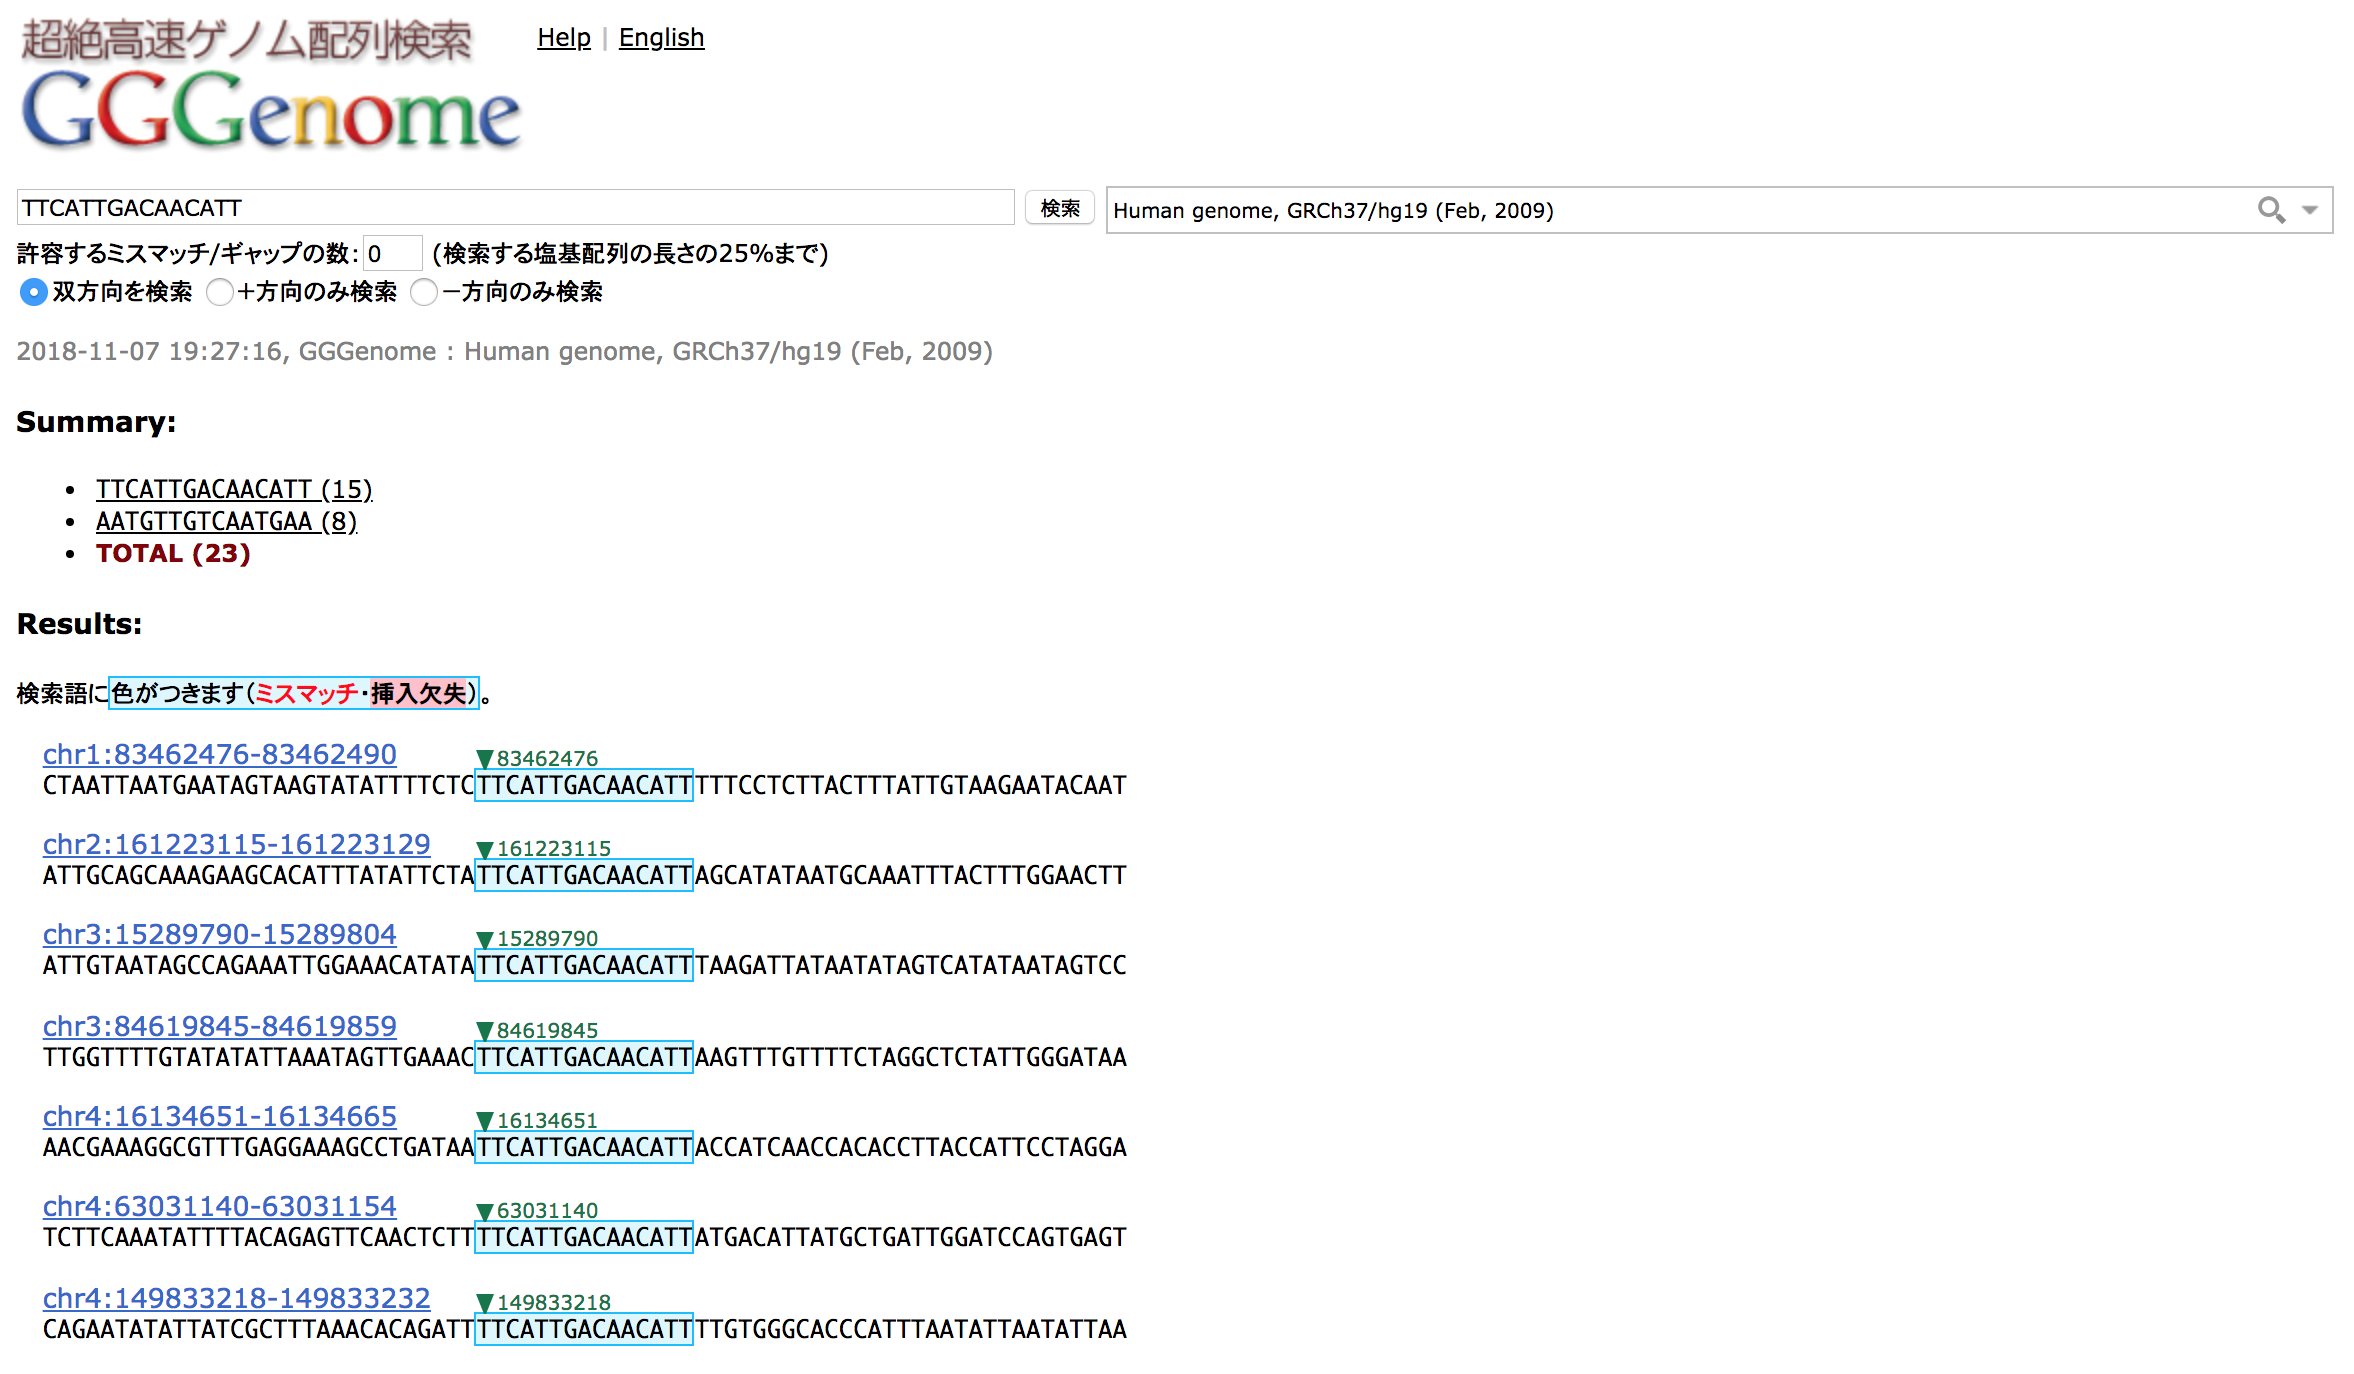 超絶高速ゲノム配列検索
Help | English
GGGenome
TTCATTGACAACATT 検索 Human genome, GRCh37/hg19 (Feb, 2009)
許容するミスマッチ/ギャップの数: 0 (検索する塩基配列の長さの25%まで)
双方向を検索 +方向のみ検索 −方向のみ検索
2018-11-07 19:27:16, GGGenome : Human genome, GRCh37/hg19 (Feb, 2009)
Summary:
• TTCATTGACAACATT (15)
• AATGTTGTCAATGAA (8)
• TOTAL (23)
Results:
検索語に色がつきます(ミスマッチ・挿入欠失)。
chr1:83462476-83462490 ▼83462476
CTAATTAATGAATAGTAAGTATATTTTCTCTTCATTGACAACATTTTTCCTCTTACTTTATTGTAAGAATACAAT
chr2:161223115-161223129 ▼161223115
ATTGCAGCAAAGAAGCACATTTATATTCTATTCATTGACAACATTAGCATATAATGCAAATTTACTTTGGAACTT
chr3:15289790-15289804 ▼15289790
ATTGTAATAGCCAGAAATTGGAAACATATATTCATTGACAACATTTAAGATTATAATATAGTCATATAATAGTCC
chr3:84619845-84619859 ▼84619845
TTGGTTTTGTATATATTAAATAGTTGAAACTTCATTGACAACATTAAGTTTGTTTTCTAGGCTCTATTGGGATAA
chr4:16134651-16134665 ▼16134651
AACGAAAGGCGTTTGAGGAAAGCCTGATAATTCATTGACAACATTACCATCAACCACACCTTACCATTCCTAGGA
chr4:63031140-63031154 ▼63031140
TCTTCAAATATTTTACAGAGTTCAACTCTTTTCATTGACAACATTATGACATTATGCTGATTGGATCCAGTGAGT
chr4:149833218-149833232 ▼149833218
CAGAATATATTATCGCTTTAAACACAGATTTTCATTGACAACATTTTGTGGGCACCCATTTAATATTAATATTAA